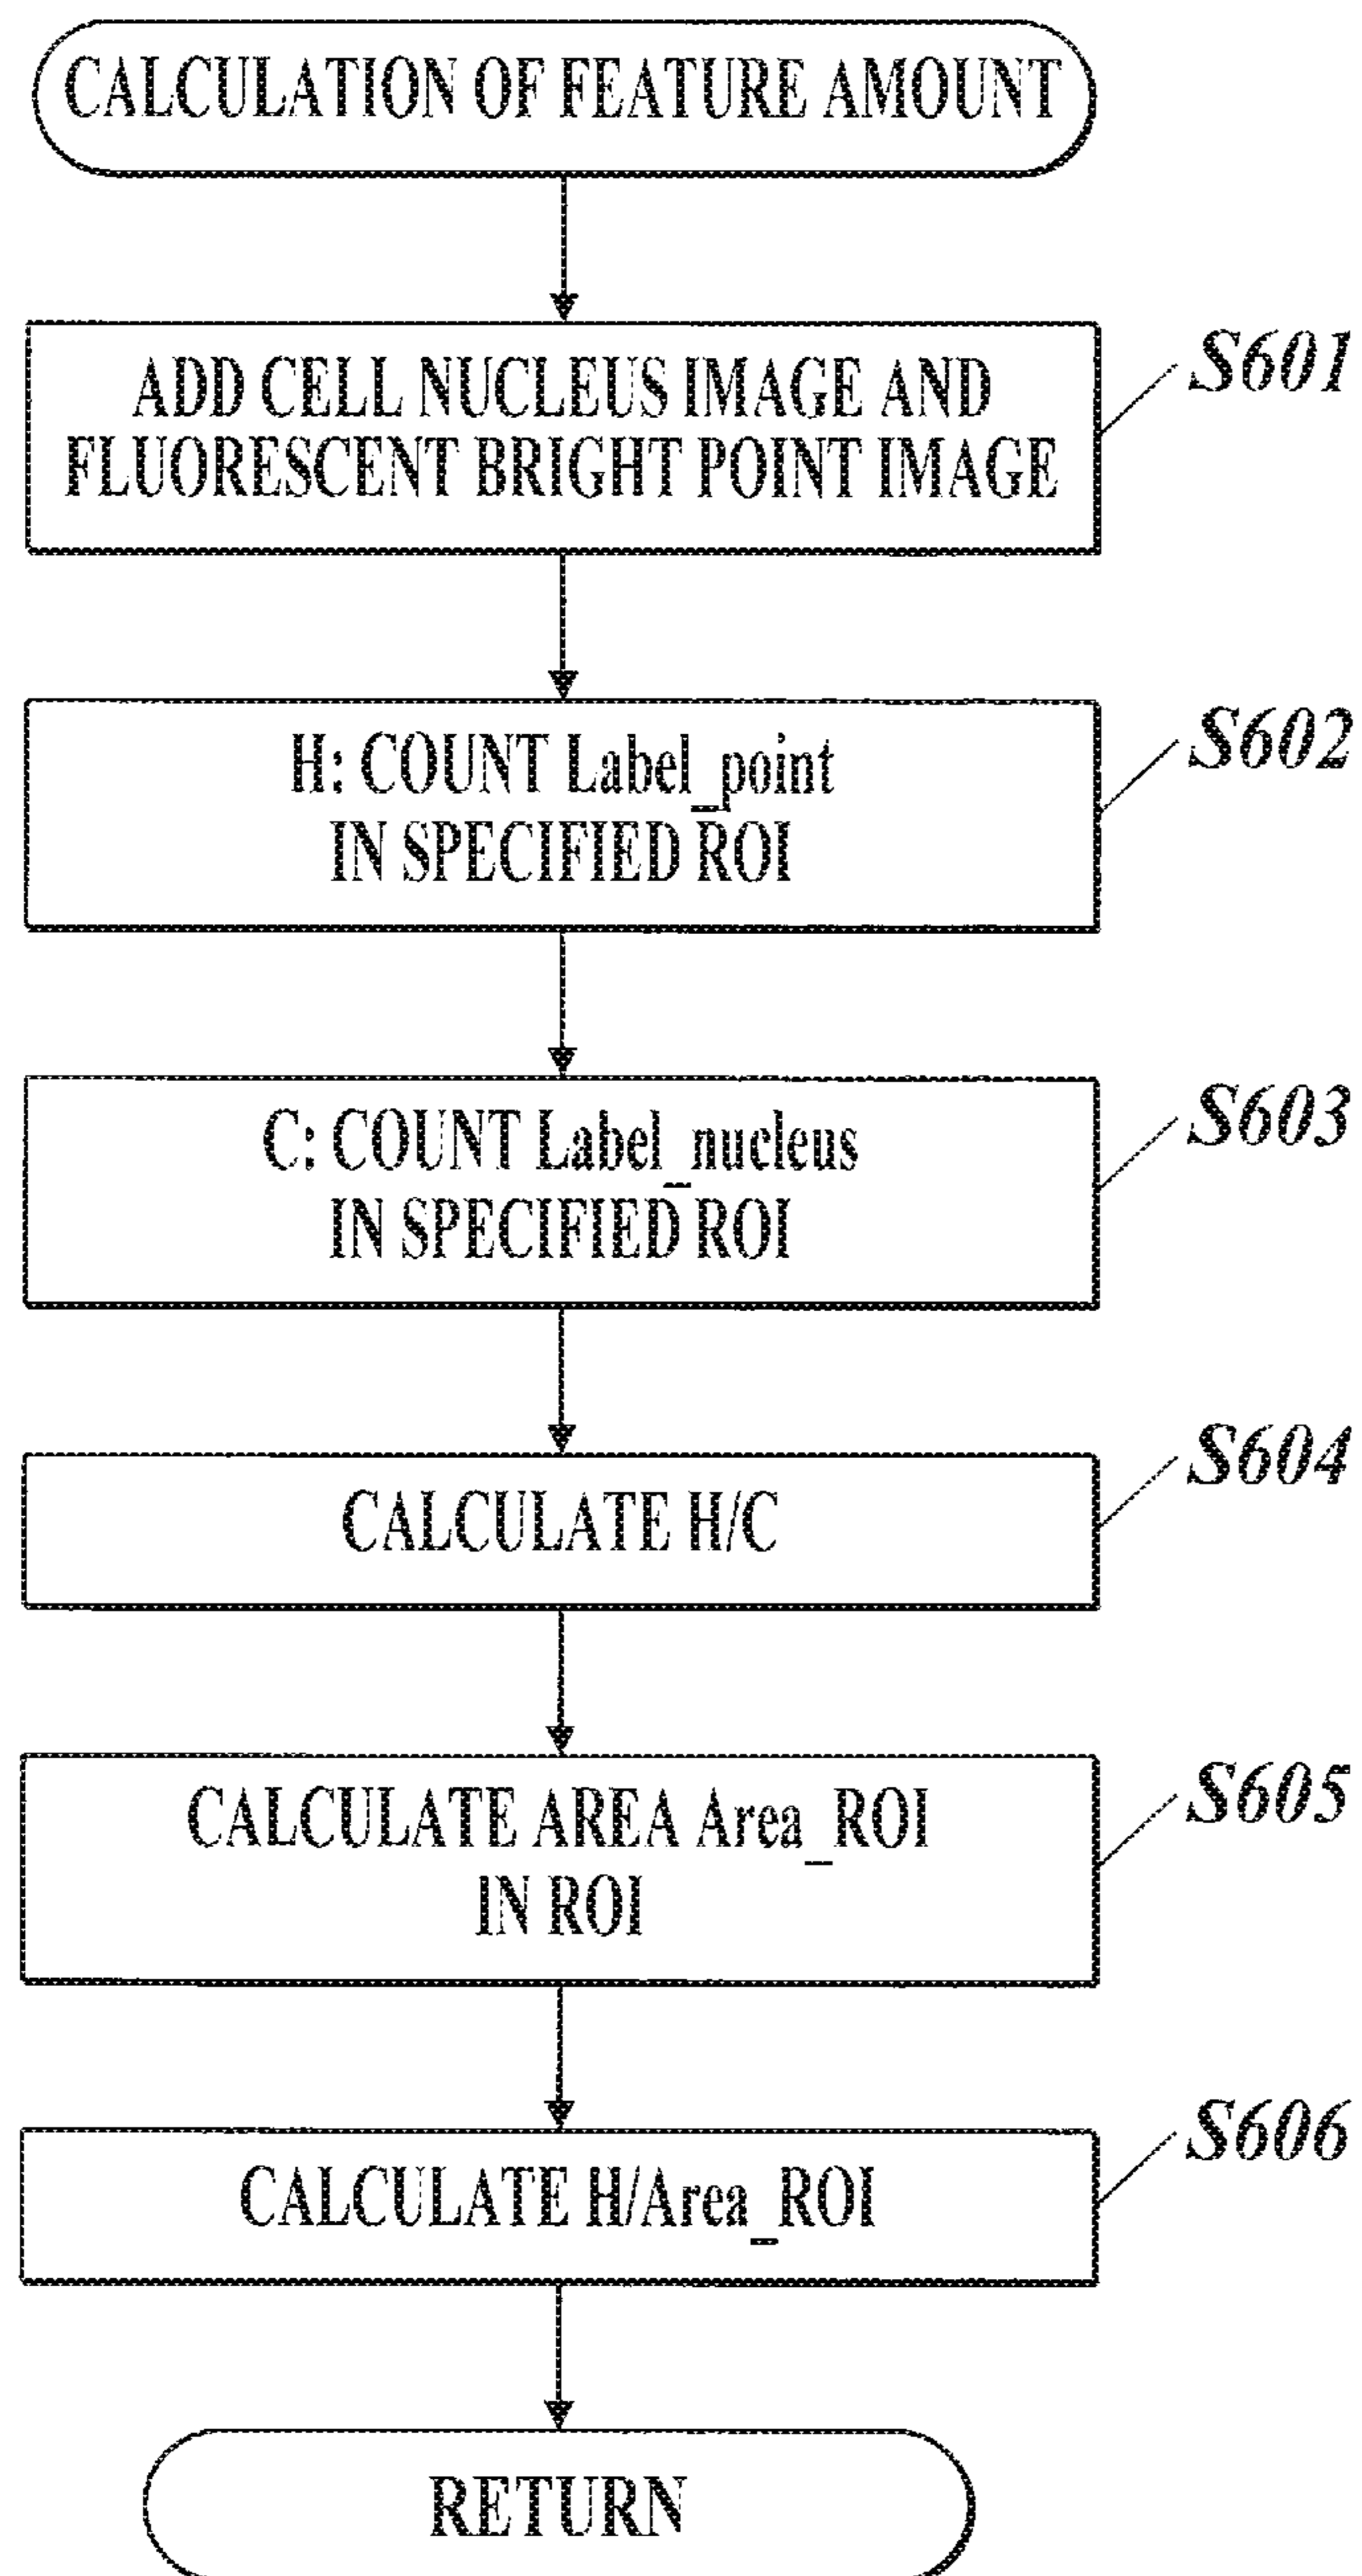 CALCULATION OF FEATURE AMOUNT
ADD CELL NUCLEUS IMAGE AND
FLUORESCENT BRIGHT POINT IMAGE
S601
H: COUNT Label_point
IN SPECIFIED ROI
S602
C: COUNT Label_nucleus
IN SPECIFIED ROI
S603
CALCULATE H/C
S604
CALCULATE AREA Area_ROI
IN ROI
S605
CALCULATE H/Area_ROI
S606
RETURN